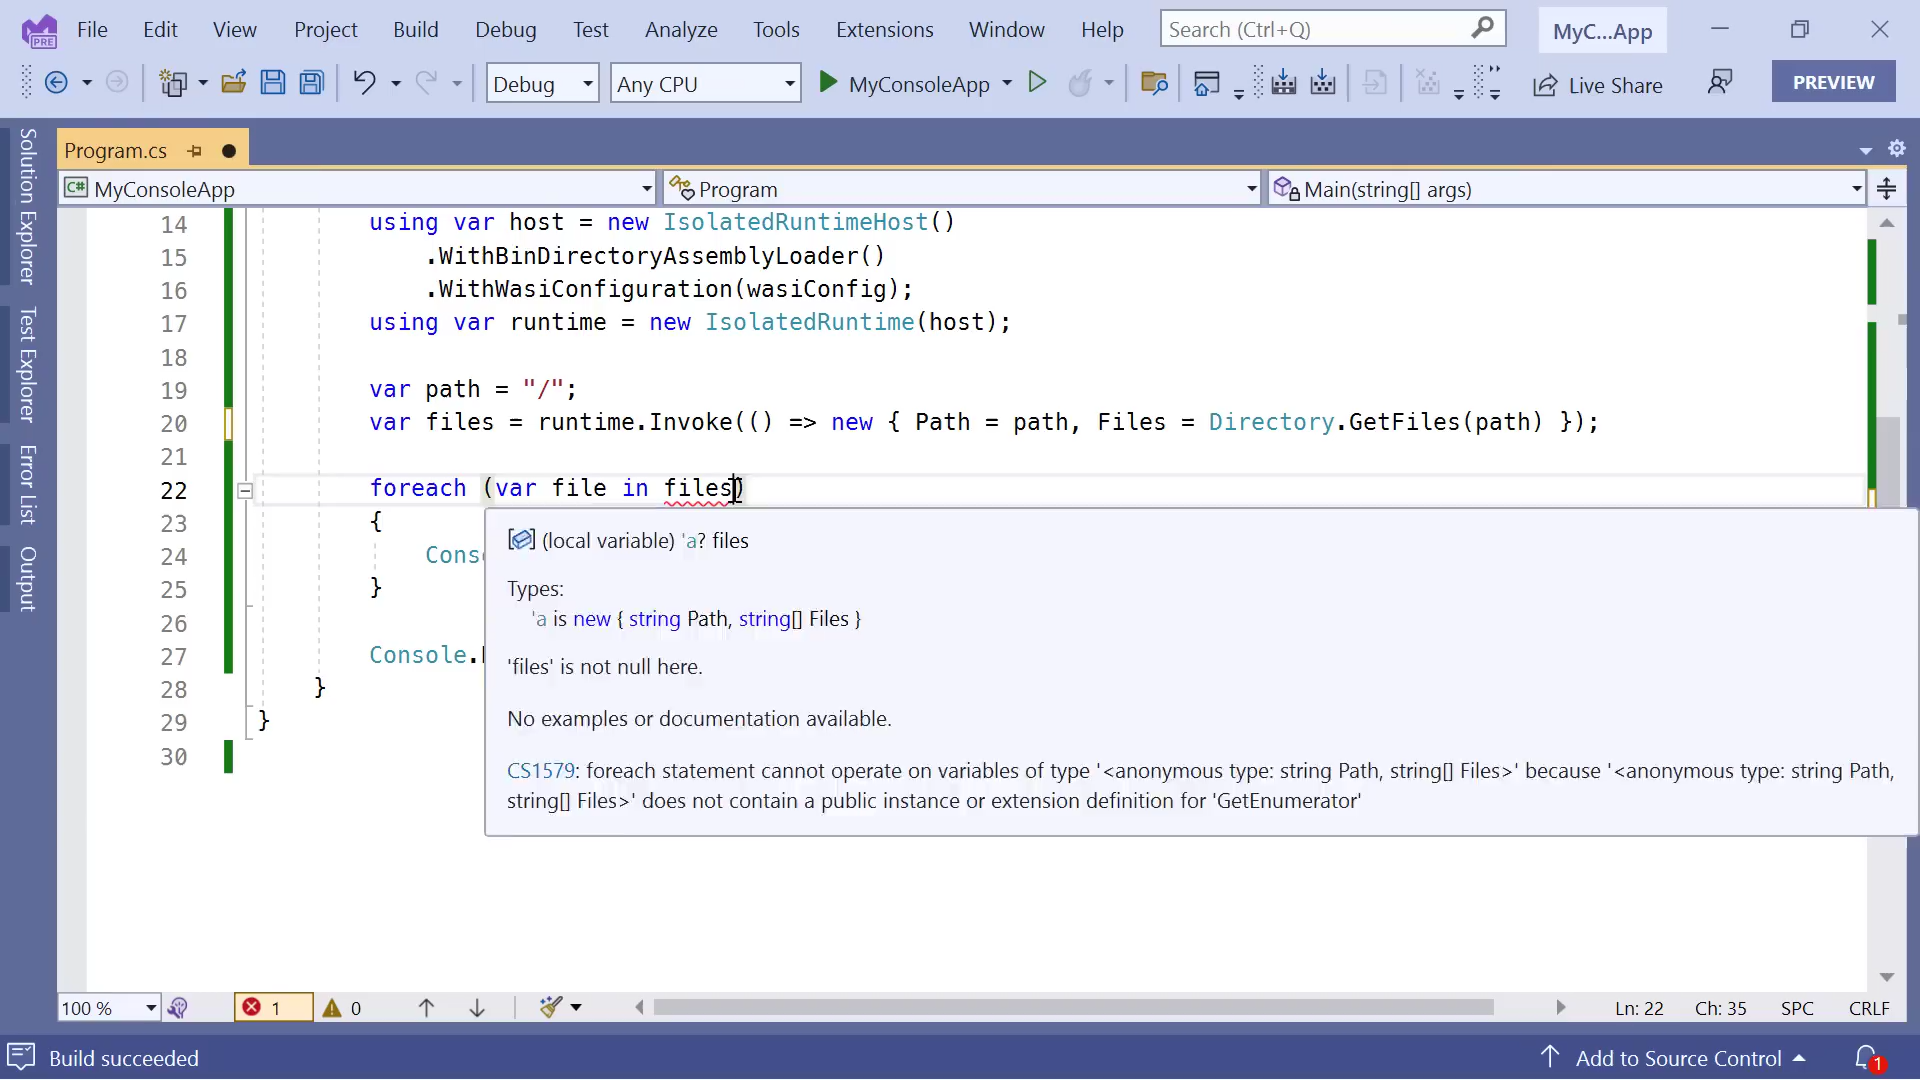 File Edit View Project Build Debug Test Analyze Tools Extensions Window Help Search (Ctrl+Q) MyC...App
PRE
Debug Any CPU MyConsoleApp Live Share PREVIEW
Solution Explorer
Test Explorer
Error List
Output
Program.cs
C# MyConsoleApp Program Main(string[] args)
14 using var host = new IsolatedRuntimeHost()
15 .WithBinDirectoryAssemblyLoader()
16 .WithWasiConfiguration(wasiConfig);
17 using var runtime = new IsolatedRuntime(host);
18
19 var path = "/";
20 var files = runtime.Invoke(() => new { Path = path, Files = Directory.GetFiles(path) });
21
22 foreach (var file in files)
23 {
24 Cons
25 }
26
27 Console.
28 }
29 }
30
(local variable) 'a? files
Types:
'a is new { string Path, string[] Files }
'files' is not null here.
No examples or documentation available.
CS1579: foreach statement cannot operate on variables of type '<anonymous type: string Path, string[] Files>' because '<anonymous type: string Path,
string[] Files>' does not contain a public instance or extension definition for 'GetEnumerator'
100 % 1 0 Ln: 22 Ch: 35 SPC CRLF
Build succeeded Add to Source Control 1